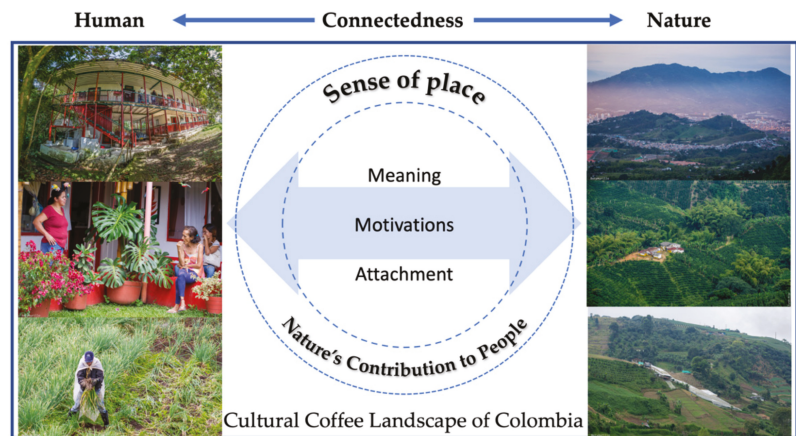 Human
Connectedness
Nature
Sense of place
Meaning
Motivations
Attachment
Nature's Contribution to People
Cultural Coffee Landscape of Colombia